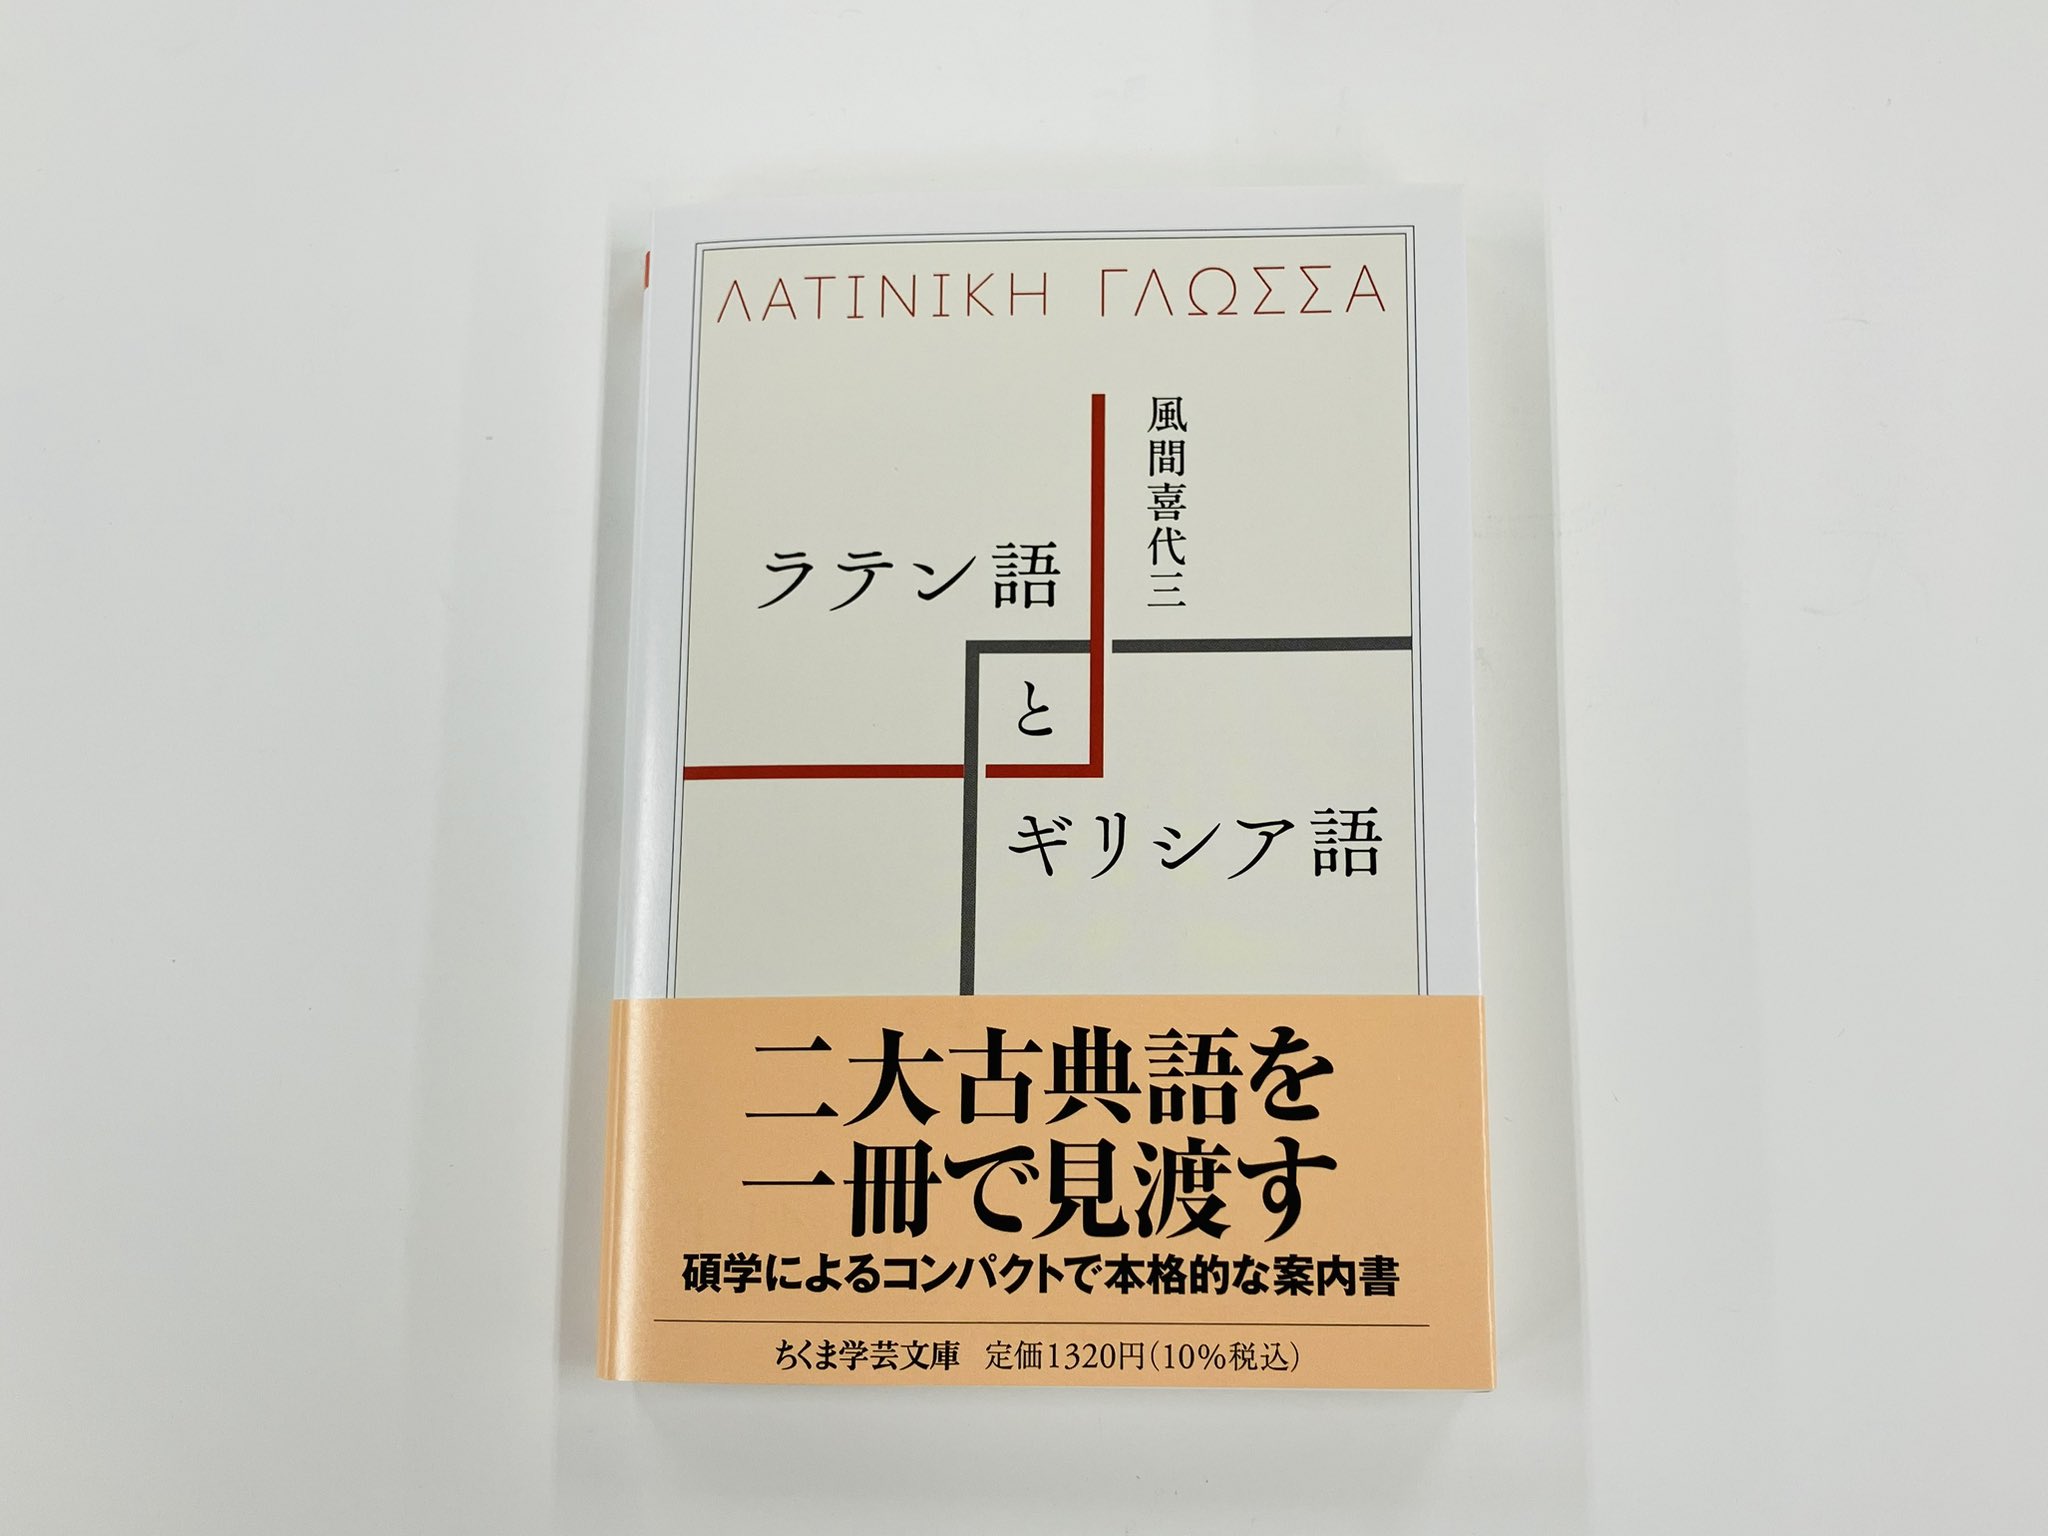 ΛΑΤΙΝΙΚΗ ΓΛΩΣΣΑ
風間喜代三
ラテン語
と
ギリシア語
二大古典語を
一冊で見渡す
碩学によるコンパクトで本格的な案内書
ちくま学芸文庫 定価1320円(10%税込)